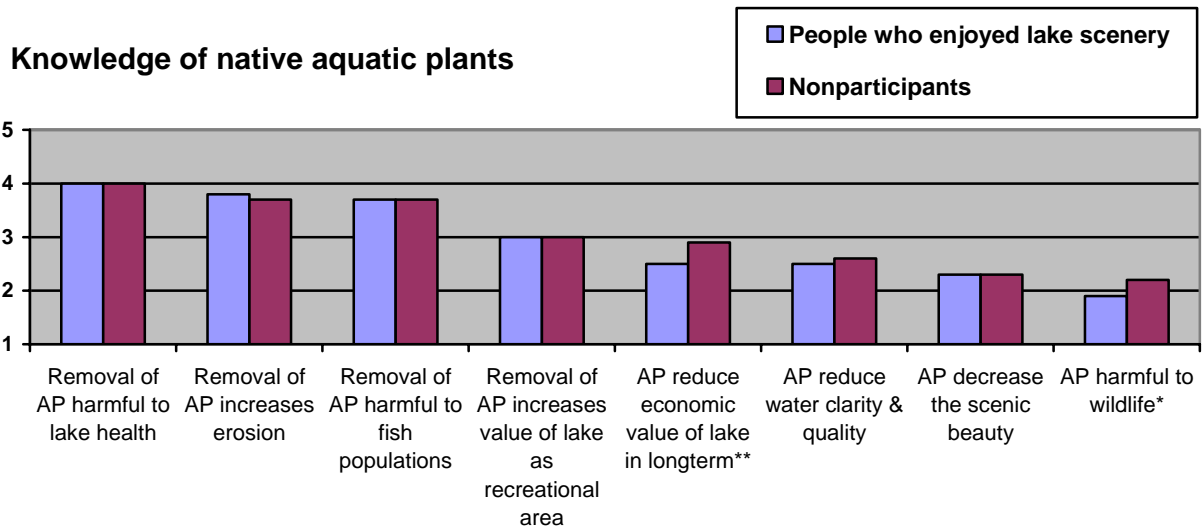 Knowledge of native aquatic plants
People who enjoyed lake scenery
Nonparticipants
5
4
3
2
1
Removal of
AP harmful to
lake health
Removal of
AP increases
erosion
Removal of
AP harmful to
fish
populations
Removal of
AP increases
value of lake
as
recreational
area
AP reduce
economic
value of lake
in longterm**
AP reduce
water clarity &
quality
AP decrease
the scenic
beauty
AP harmful to
wildlife*